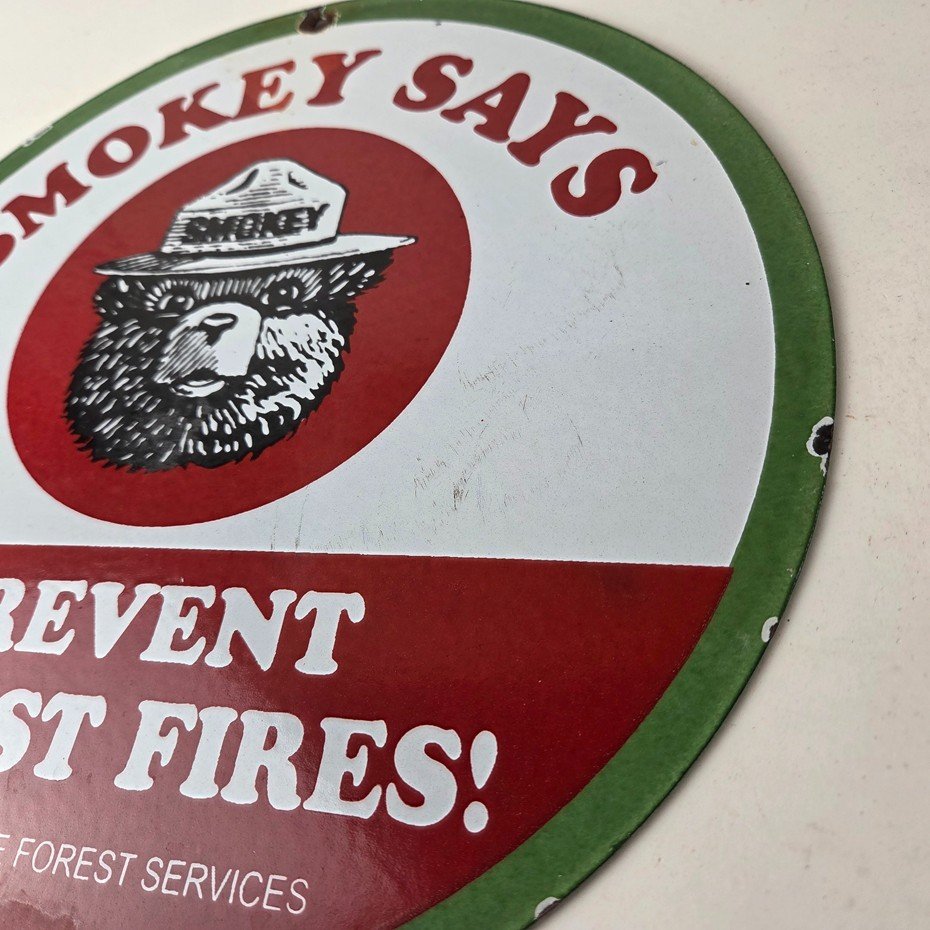 SMOKEY SAYS
SMOKEY
REVENT
ST FIRES!
FOREST SERVICES